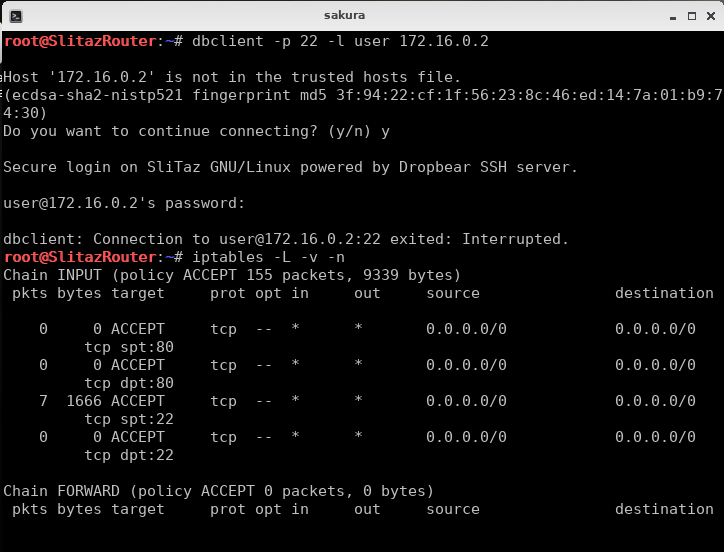 sakura
root@SlitazRouter:~# dbclient -p 22 -l user 172.16.0.2
Host '172.16.0.2' is not in the trusted hosts file.
(ecdsa-sha2-nistp521 fingerprint md5 3f:94:22:cf:1f:56:23:8c:46:ed:14:7a:01:b9:7
4:30)
Do you want to continue connecting? (y/n) y
Secure login on SliTaz GNU/Linux powered by Dropbear SSH server.
user@172.16.0.2's password:
dbclient: Connection to user@172.16.0.2:22 exited: Interrupted.
root@SlitazRouter:~# iptables -L -v -n
Chain INPUT (policy ACCEPT 155 packets, 9339 bytes)
 pkts bytes target     prot opt in     out     source               destination
    0     0 ACCEPT     tcp  --  *      *       0.0.0.0/0            0.0.0.0/0
         tcp spt:80
    0     0 ACCEPT     tcp  --  *      *       0.0.0.0/0            0.0.0.0/0
         tcp dpt:80
    7  1666 ACCEPT     tcp  --  *      *       0.0.0.0/0            0.0.0.0/0
         tcp spt:22
    0     0 ACCEPT     tcp  --  *      *       0.0.0.0/0            0.0.0.0/0
         tcp dpt:22
Chain FORWARD (policy ACCEPT 0 packets, 0 bytes)
 pkts bytes target     prot opt in     out     source               destination